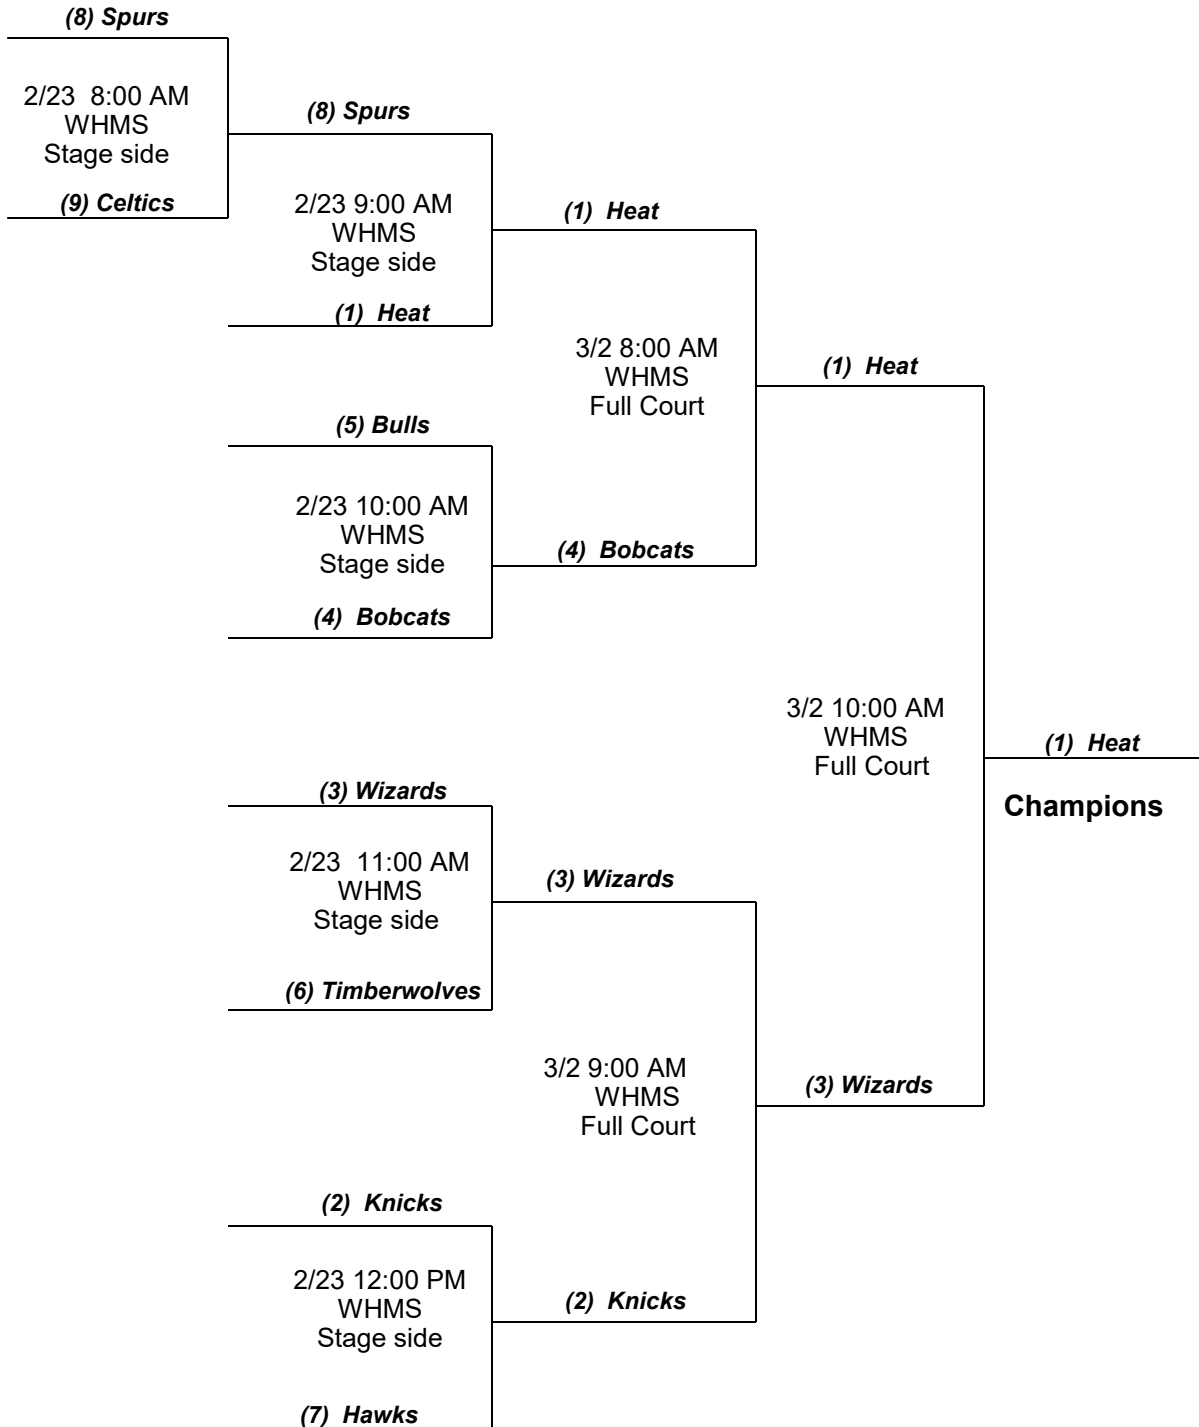 (8) Spurs
2/23  8:00 AM
WHMS
Stage side
(9) Celtics
(8) Spurs
2/23 9:00 AM
WHMS
Stage side
(1)  Heat
(1)  Heat
3/2 8:00 AM
WHMS
Full Court
(1)  Heat
(5) Bulls
2/23 10:00 AM
WHMS
Stage side
(4)  Bobcats
(4)  Bobcats
3/2 10:00 AM
WHMS
Full Court
(1)  Heat
Champions
(3) Wizards
2/23  11:00 AM
WHMS
Stage side
(3) Wizards
(6) Timberwolves
3/2 9:00 AM
WHMS
Full Court
(3) Wizards
(2)  Knicks
2/23 12:00 PM
WHMS
Stage side
(2)  Knicks
(7)  Hawks